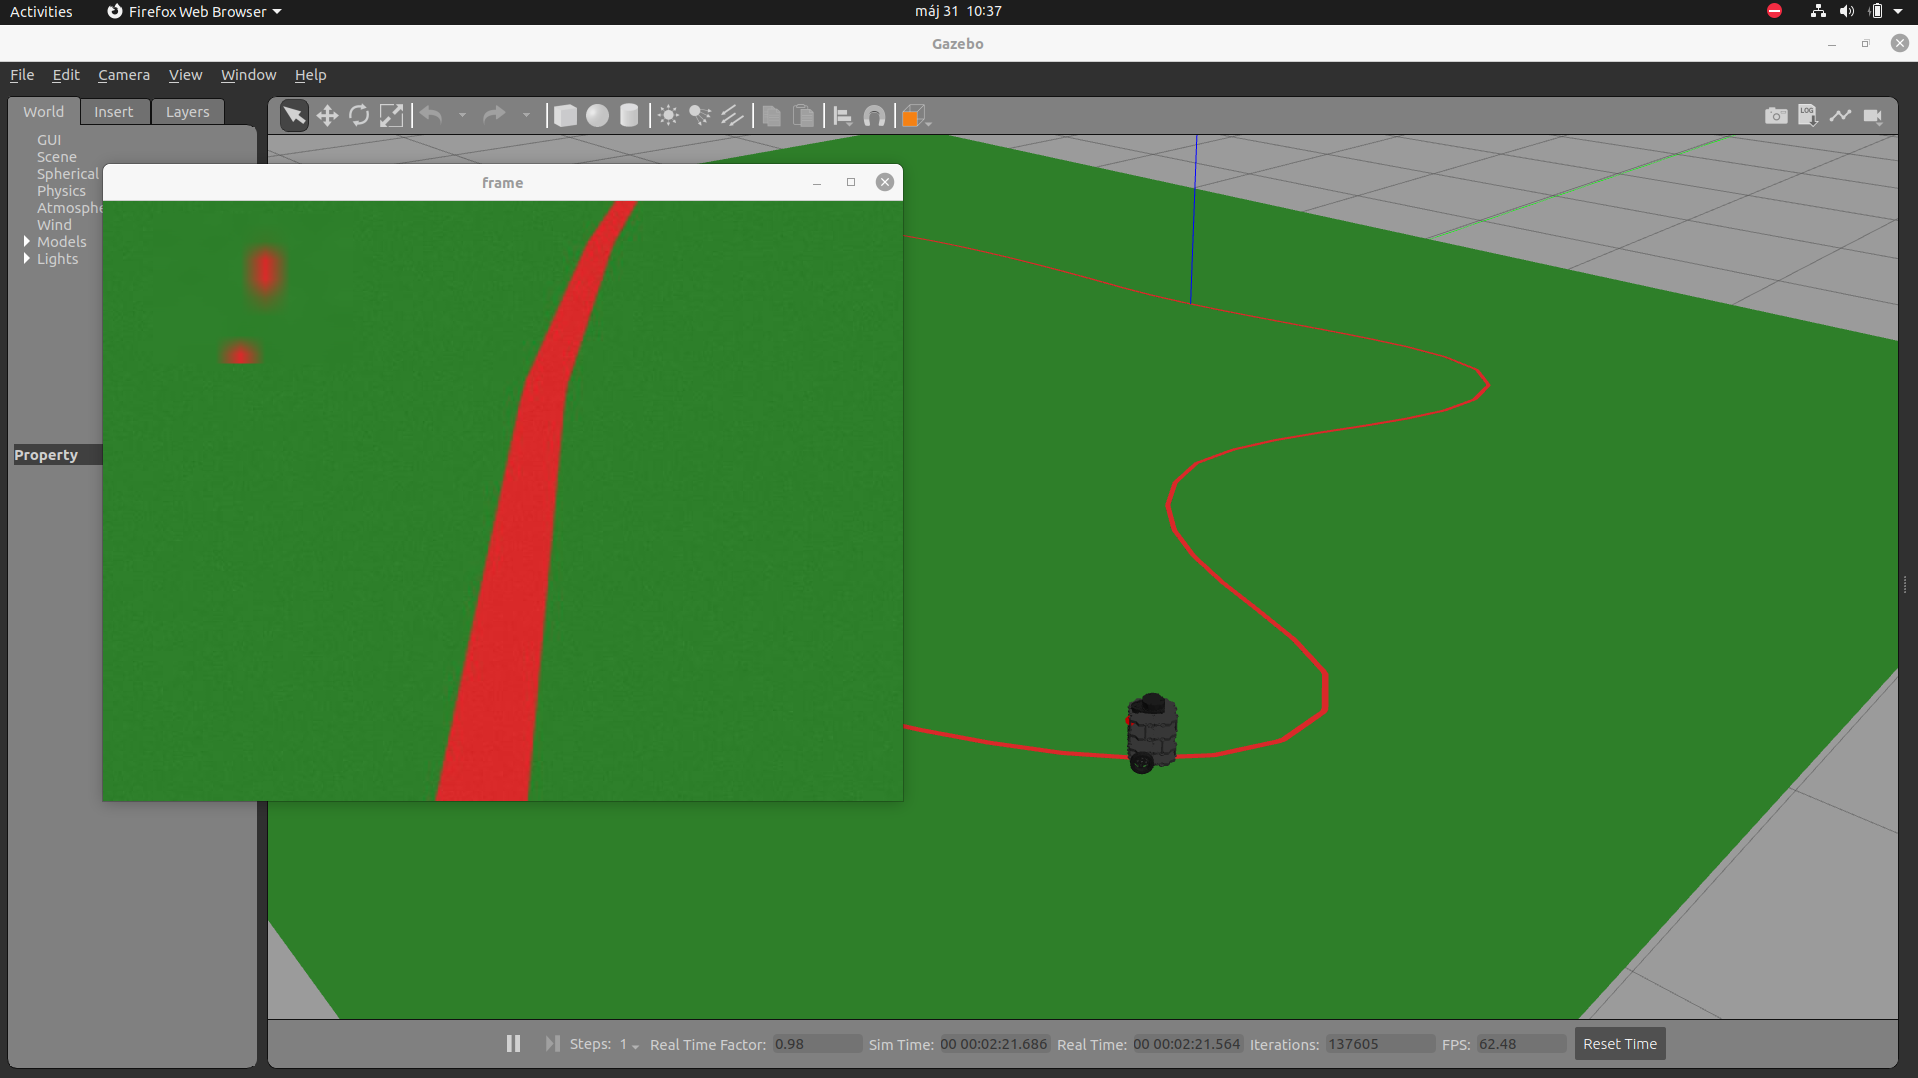 Activities Firefox Web Browser máj 31 10:37
Gazebo
File Edit Camera View Window Help
World Insert Layers
LOG
GUI
Scene
Spherical
Physics
Atmosphe
Wind
Models
Lights
frame
Property
Steps: 1 Real Time Factor: 0.98 Sim Time: 00 00:02:21.686 Real Time: 00 00:02:21.564 Iterations: 137605 FPS: 62.48 Reset Time